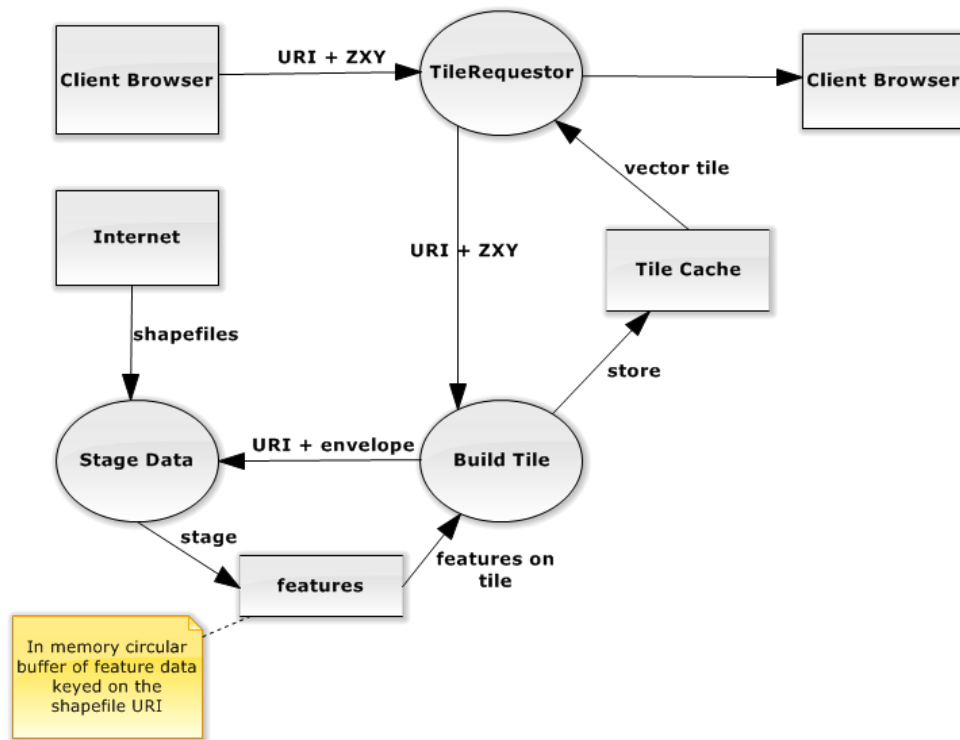 URI + ZXY
Client Browser
TileRequestor
Client Browser
vector tile
Internet
URI + ZXY
Tile Cache
shapefiles
store
URI + envelope
Stage Data
Build Tile
stage
features on
tile
features
In memory circular
buffer of feature data
keyed on the
shapefile URI